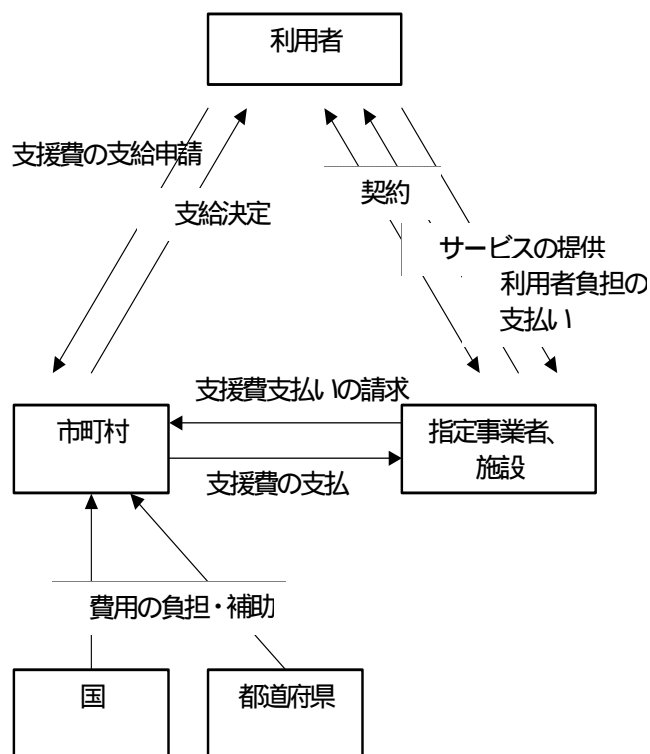 利用者
支援費の支給申請
支給決定
契約
サービスの提供
利用者負担の
支払い
市町村
支援費支払いの請求
支援費の支払
指定事業者、
施設
費用の負担・補助
国
都道府県